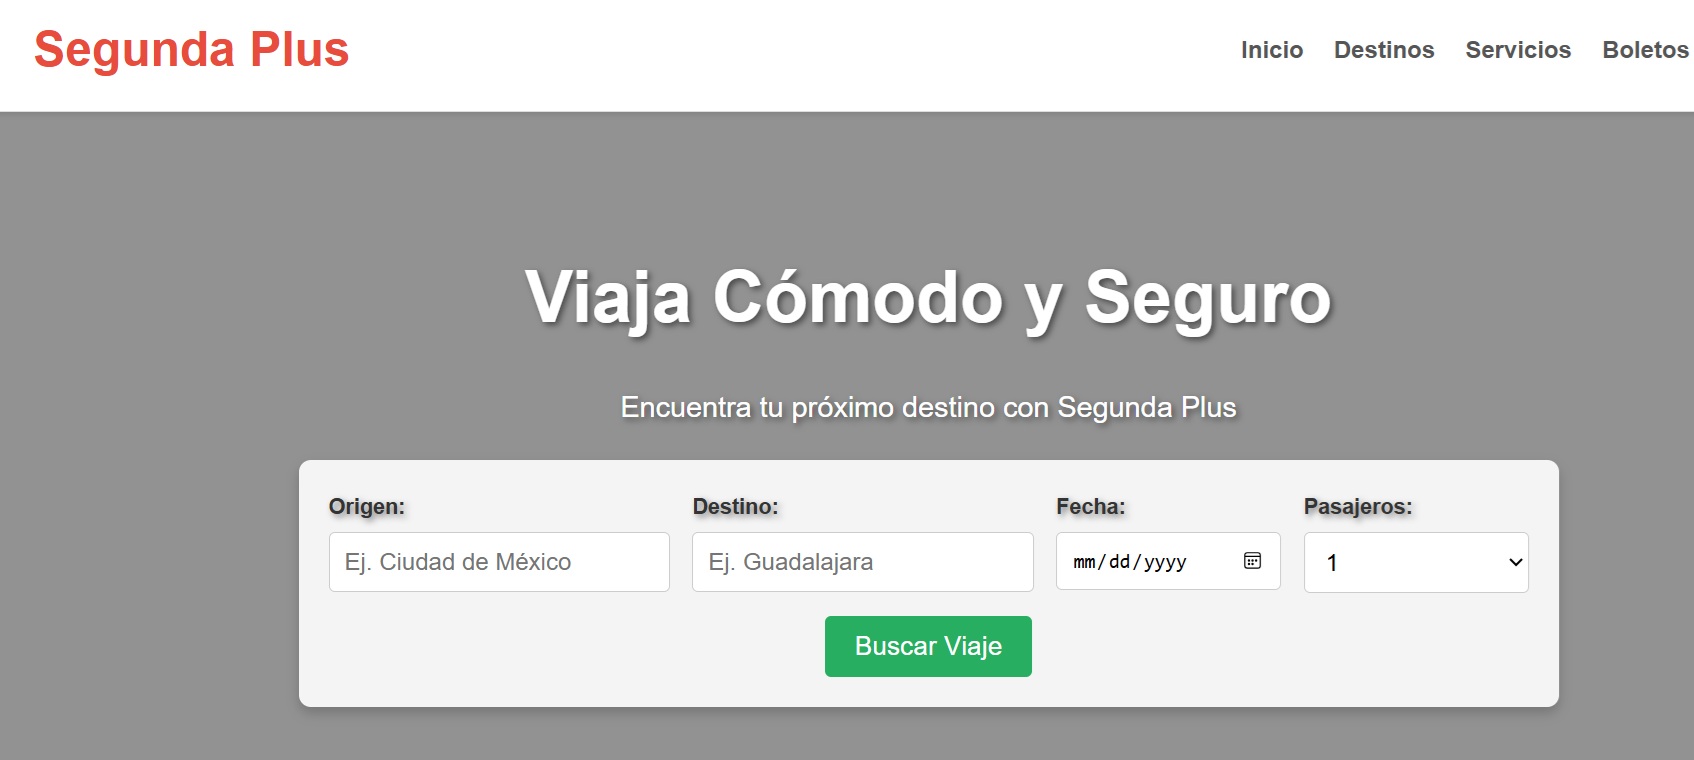 Segunda Plus
Inicio Destinos Servicios Boletos
Viaja Cómodo y Seguro
Encuentra tu próximo destino con Segunda Plus
Origen: Destino: Fecha: Pasajeros:
Ej. Ciudad de México Ej. Guadalajara mm/dd/yyyy 1
Buscar Viaje